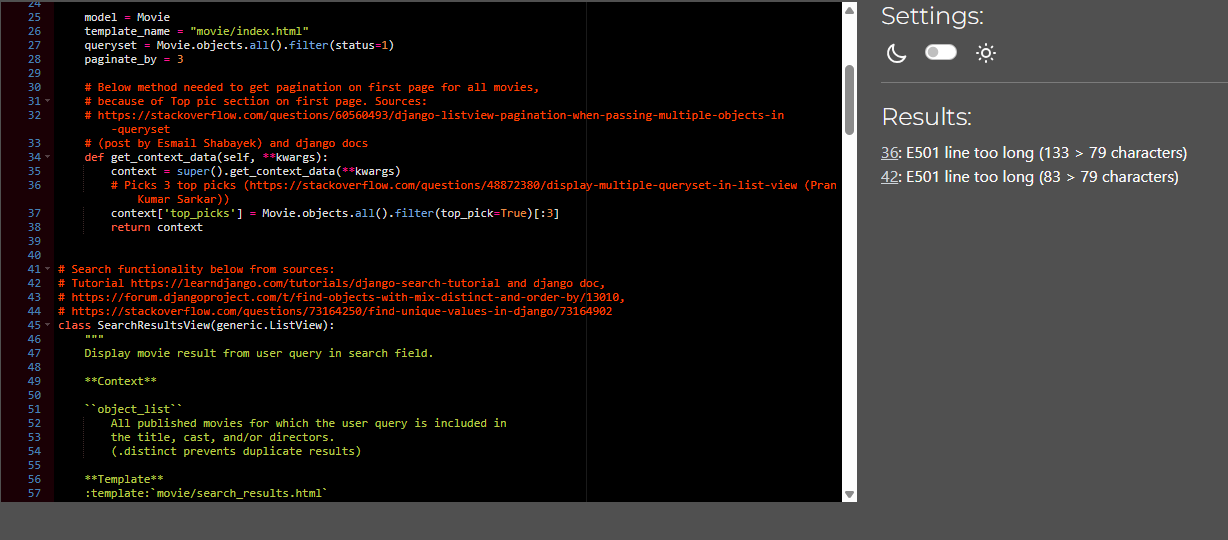 24
25 model = Movie
26 template_name = "movie/index.html"
27 queryset = Movie.objects.all().filter(status=1)
28 paginate_by = 3
29
30 # Below method needed to get pagination on first page for all movies,
31 # because of Top pic section on first page. Sources:
32 # https://stackoverflow.com/questions/60560493/django-listview-pagination-when-passing-multiple-objects-in
-queryset
33 # (post by Esmail Shabayek) and django docs
34 def get_context_data(self, **kwargs):
35 context = super().get_context_data(**kwargs)
36 # Picks 3 top picks (https://stackoverflow.com/questions/48872380/display-multiple-queryset-in-list-view (Pran
Kumar Sarkar))
37 context['top_picks'] = Movie.objects.all().filter(top_pick=True)[:3]
38 return context
39
40
41 # Search functionality below from sources:
42 # Tutorial https://learndjango.com/tutorials/django-search-tutorial and django doc,
43 # https://forum.djangoproject.com/t/find-objects-with-mix-distinct-and-order-by/13010,
44 # https://stackoverflow.com/questions/73164250/find-unique-values-in-django/73164902
45 class SearchResultsView(generic.ListView):
46 """
47 Display movie result from user query in search field.
48
49 **Context**
50
51 ``object_list``
52 All published movies for which the user query is included in
53 the title, cast, and/or directors.
54 (.distinct prevents duplicate results)
55
56 **Template**
57 :template:`movie/search_results.html`
Settings:
Results:
36: E501 line too long (133 > 79 characters)
42: E501 line too long (83 > 79 characters)